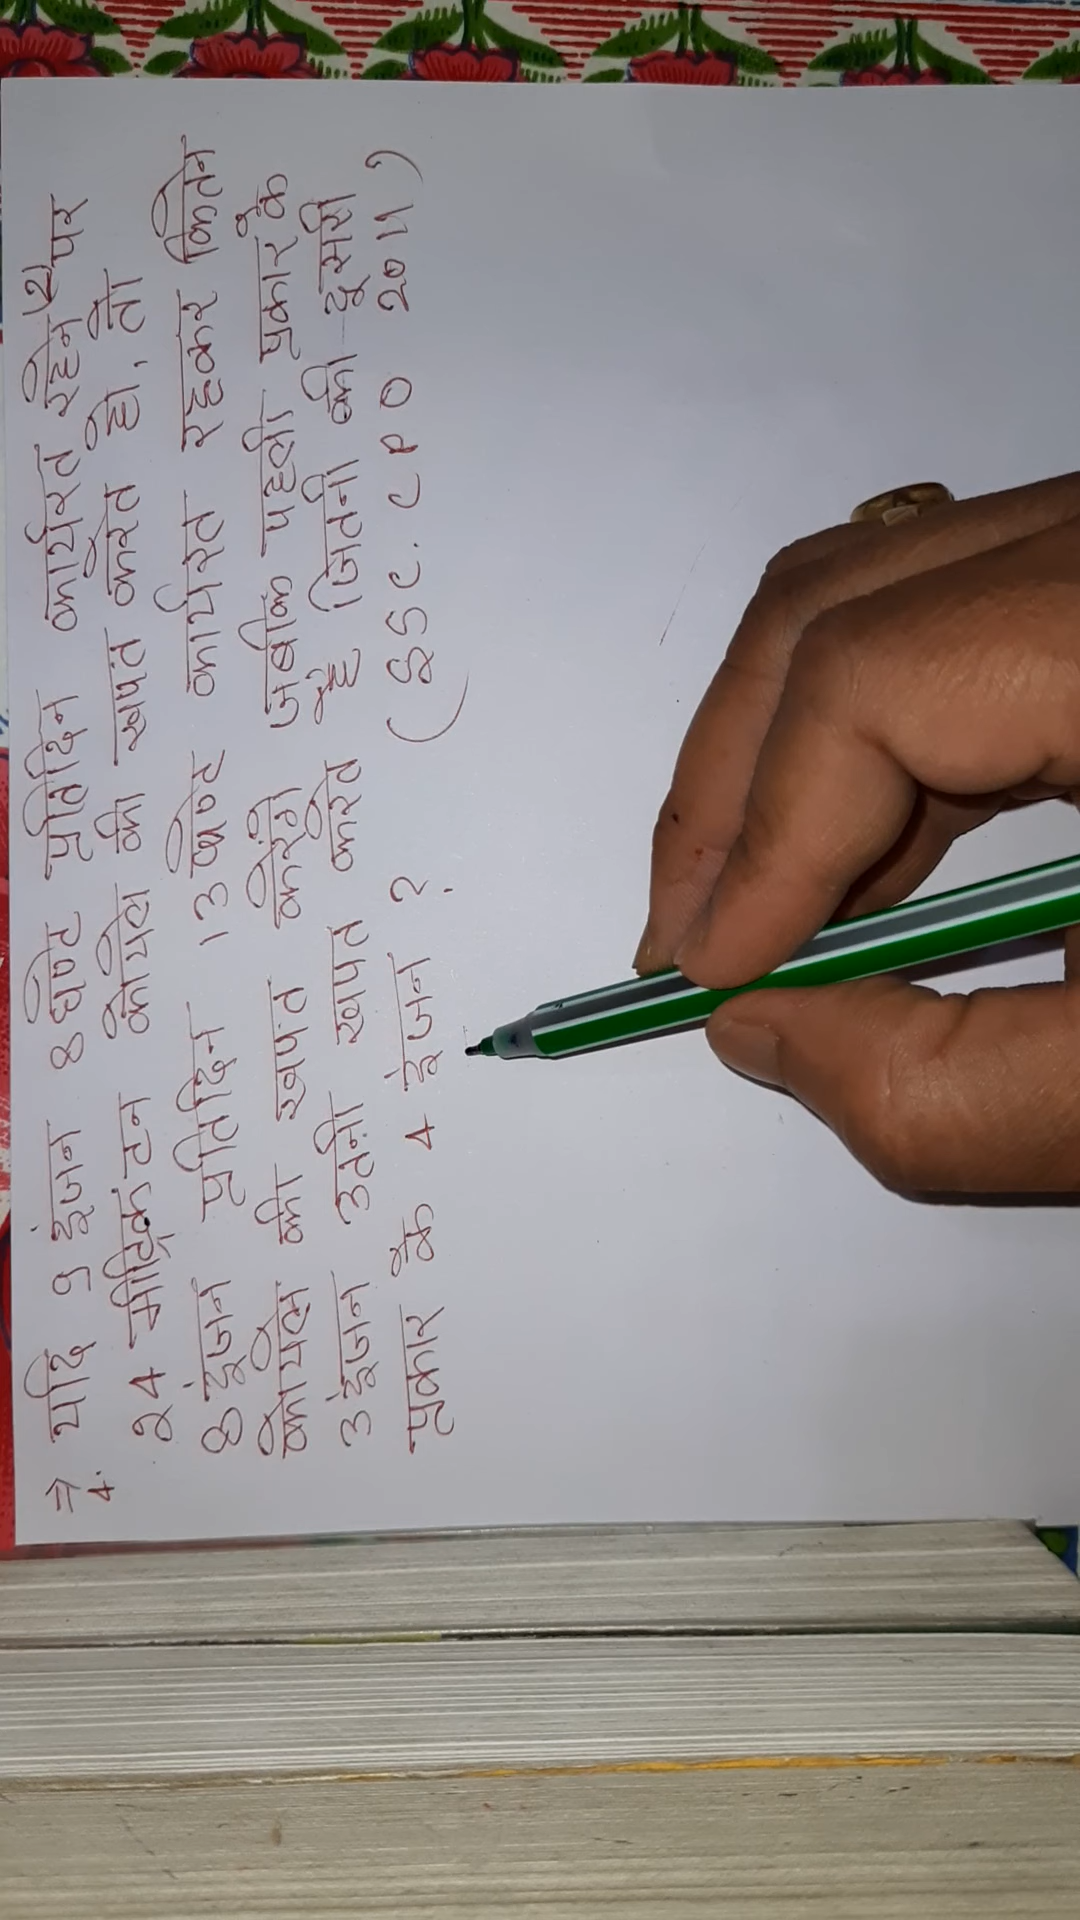 ⇒ यदि 9 इंजन 8 घण्टे प्रतिदिन कार्यरत रहने पर (2)
4. 24 मीट्रिक टन कोयले की खपत करते हो, तो
8 इंजन प्रतिदिन 13 घण्टे कार्यरत रहकर कितने
कोयले की खपत करेंगे जबकि पहली प्रकार के
3 इंजन उतनी खपत करते हैं जितनी की दूसरी
प्रकार के 4 इंजन ? (SSC. CPO 2011)